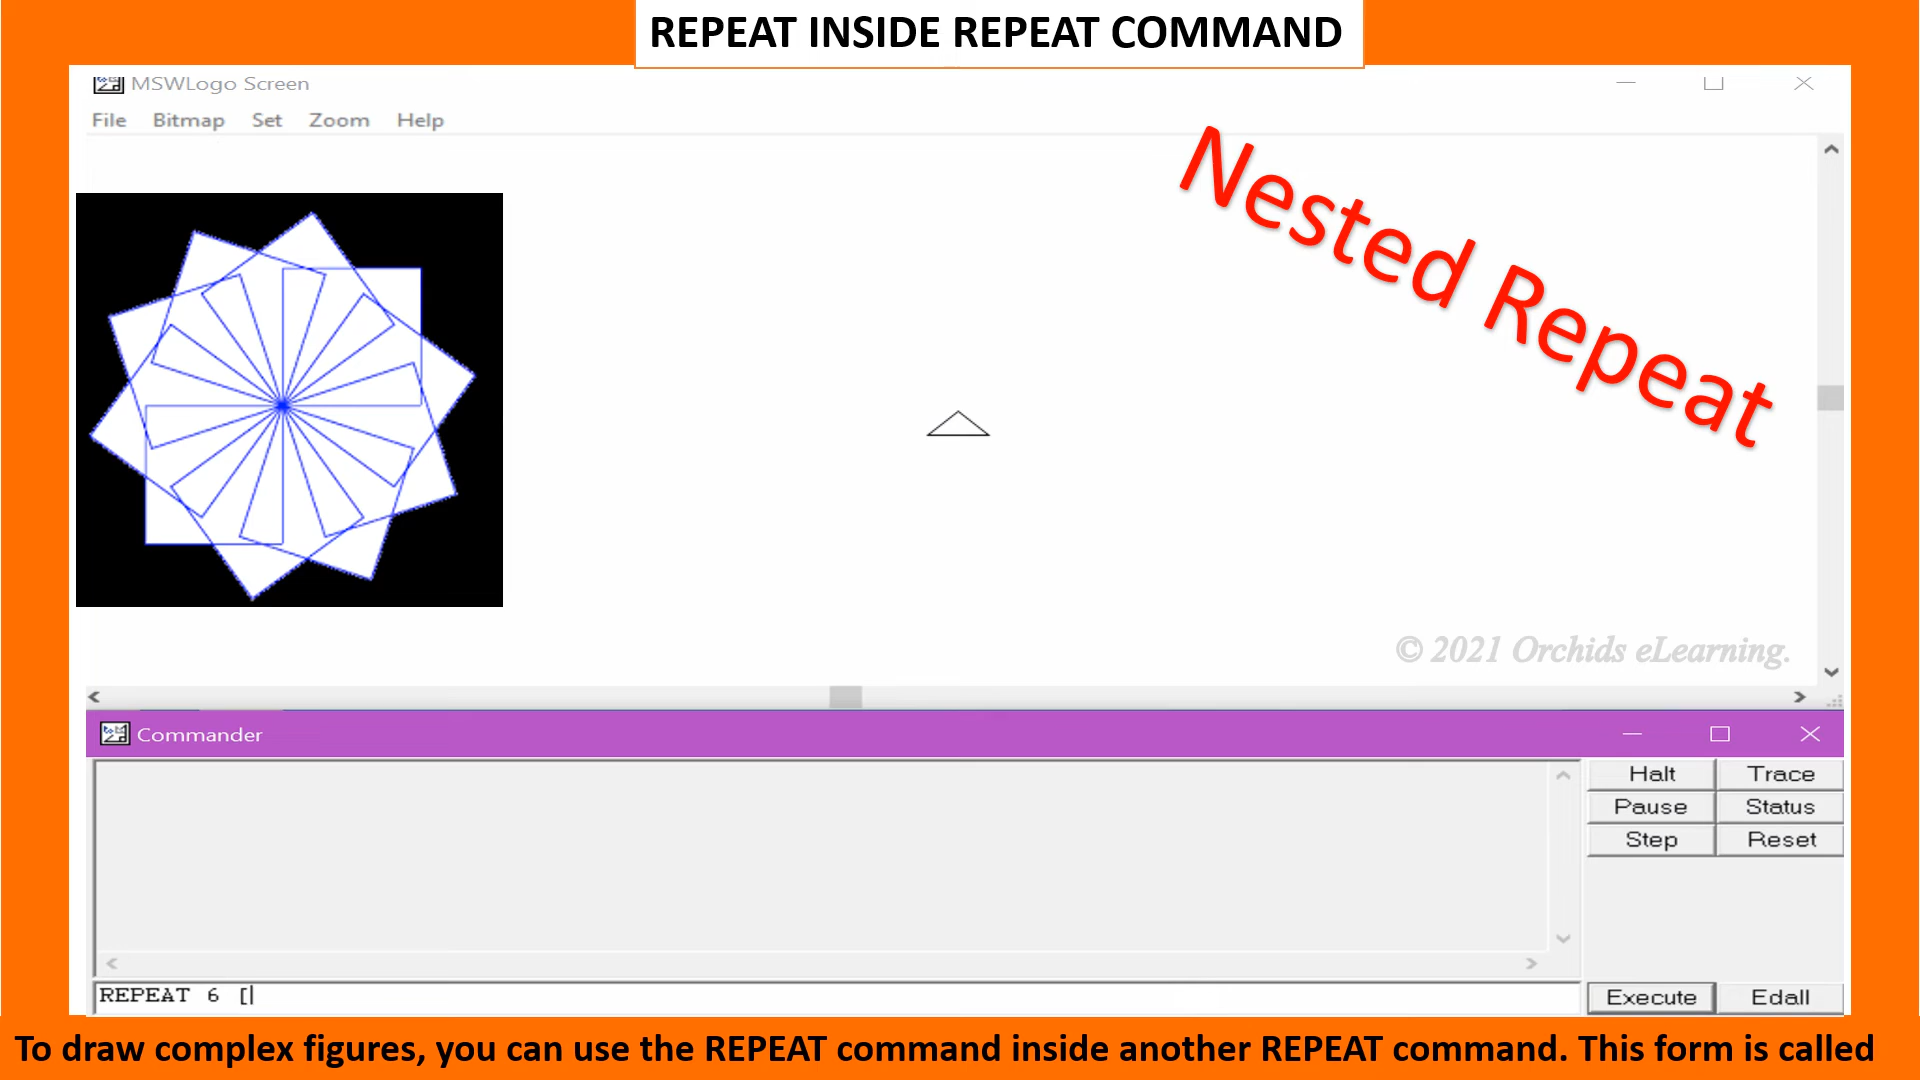 REPEAT INSIDE REPEAT COMMAND
MSWLogo Screen
File Bitmap Set Zoom Help
Nested Repeat
© 2021 Orchids eLearning.
Commander
Halt Trace
Pause Status
Step Reset
REPEAT 6 [
Execute Edall
To draw complex figures, you can use the REPEAT command inside another REPEAT command. This form is called